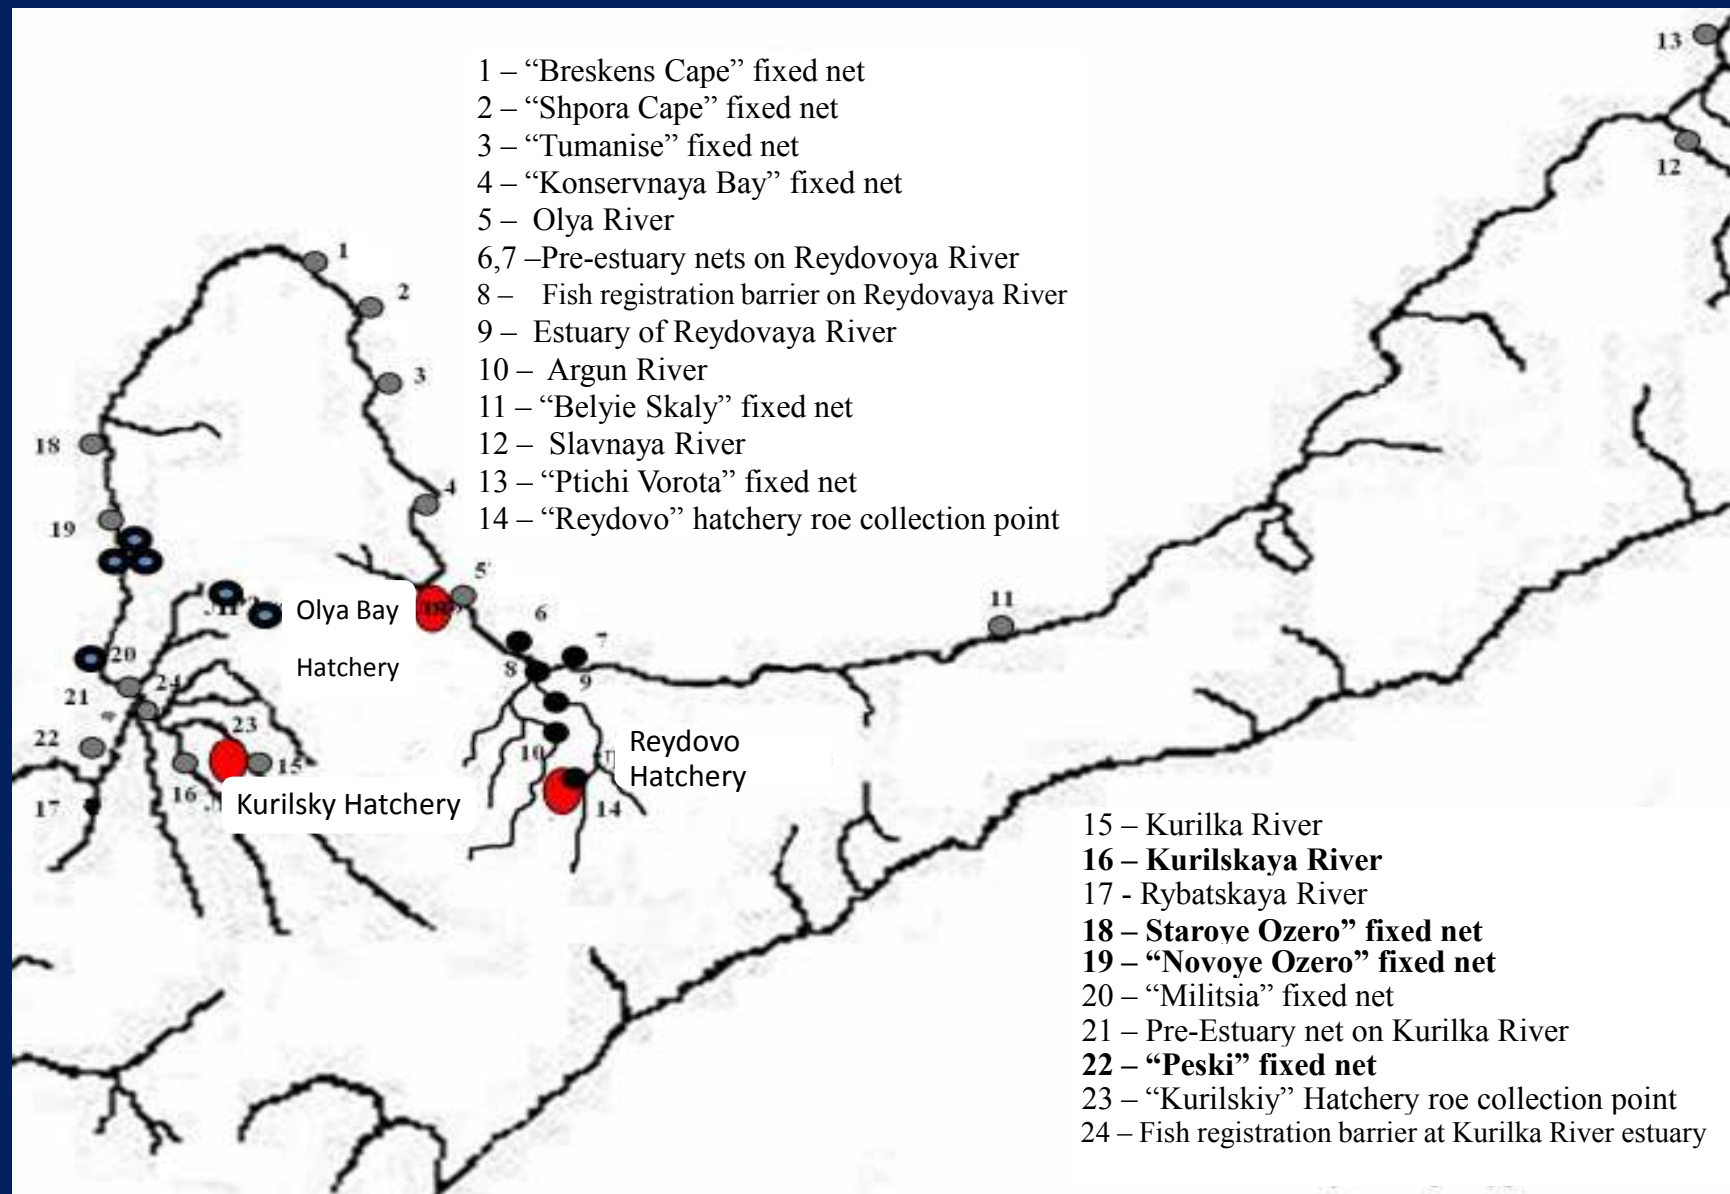 1 – “Breskens Cape” fixed net
2 – “Shpora Cape” fixed net
3 – “Tumanise” fixed net
4 – “Konservnaya Bay” fixed net
5 – Olya River
6,7 –Pre-estuary nets on Reydovoya River
8 – Fish registration barrier on Reydovaya River
9 – Estuary of Reydovaya River
10 – Argun River
11 – “Belyie Skaly” fixed net
12 – Slavnaya River
13 – “Ptichi Vorota” fixed net
14 – “Reydovo” hatchery roe collection point
13
12
1
2
3
18
4
19
5
Olya Bay
Hatchery
6
7
11
20
8
9
24
21
23
22
10
Reydovo
Hatchery
15
16
17
Kurilsky Hatchery
14
15 – Kurilka River
16 – Kurilskaya River
17 - Rybatskaya River
18 – Staroye Ozero” fixed net
19 – “Novoye Ozero” fixed net
20 – “Militsia” fixed net
21 – Pre-Estuary net on Kurilka River
22 – “Peski” fixed net
23 – “Kurilskiy” Hatchery roe collection point
24 – Fish registration barrier at Kurilka River estuary